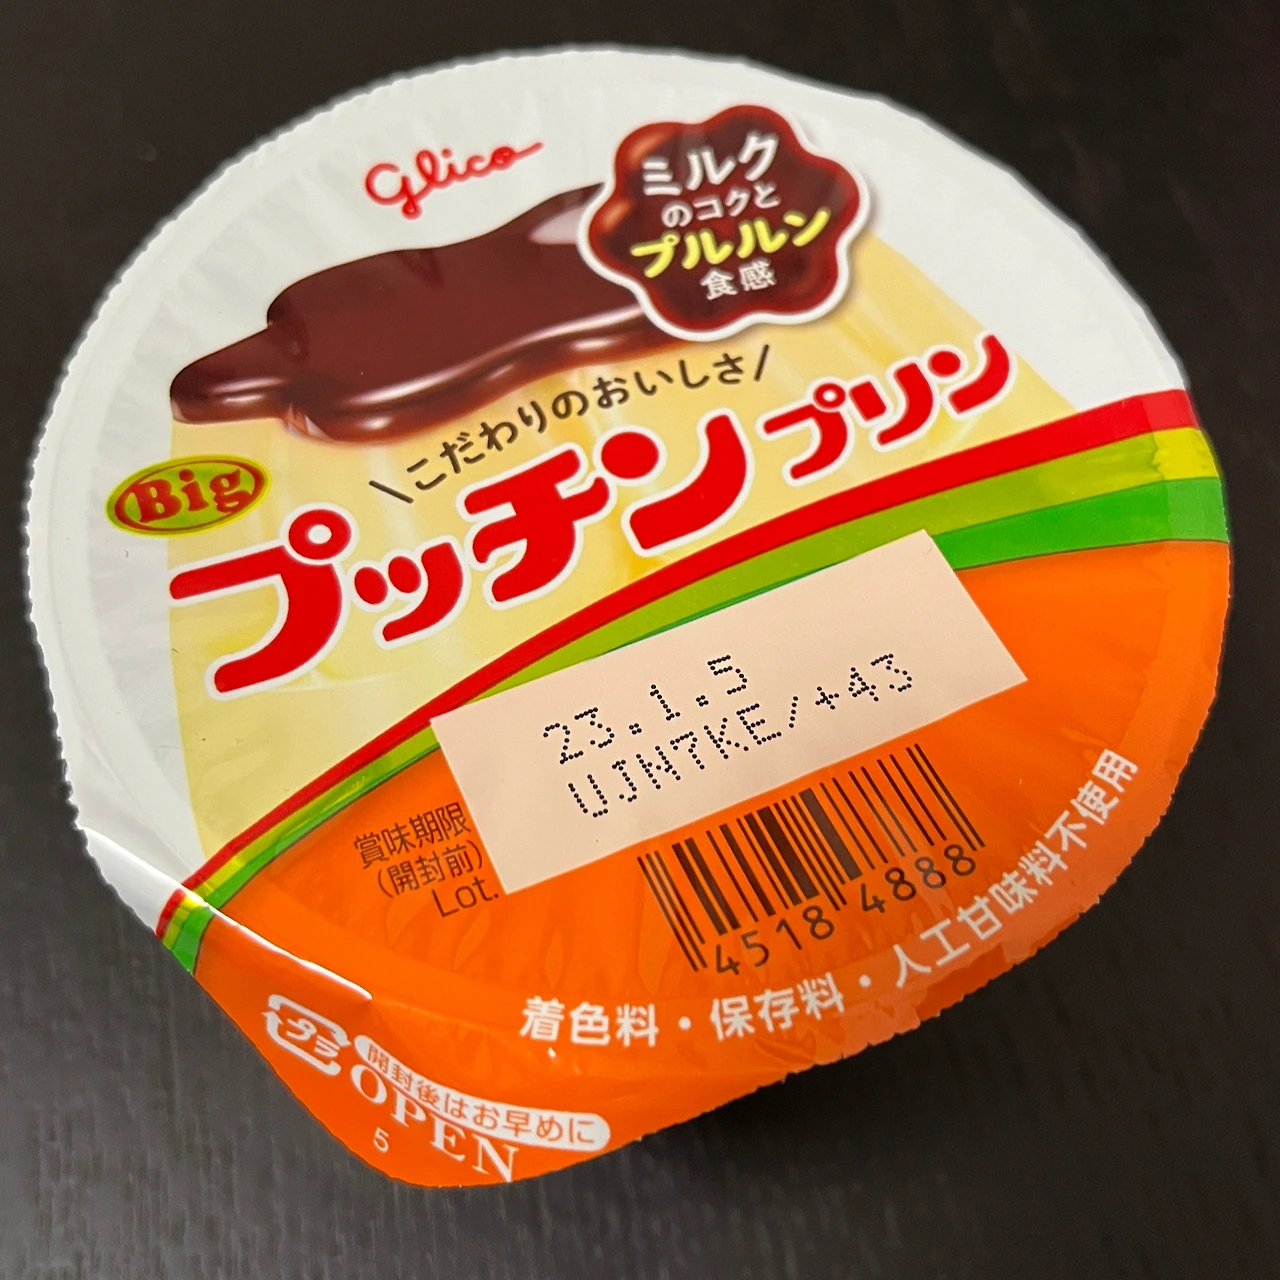 Glico
ミルク
のコクと
プルルン
食感
\こだわりのおいしさ/
Big
プッチンプリン
23.1.5
UJN7KE/+43
賞味期限
(開封前)
Lot.
4518 4888
着色料・保存料・人工甘味料不使用
プラ
開封後はお早めに
OPEN
5